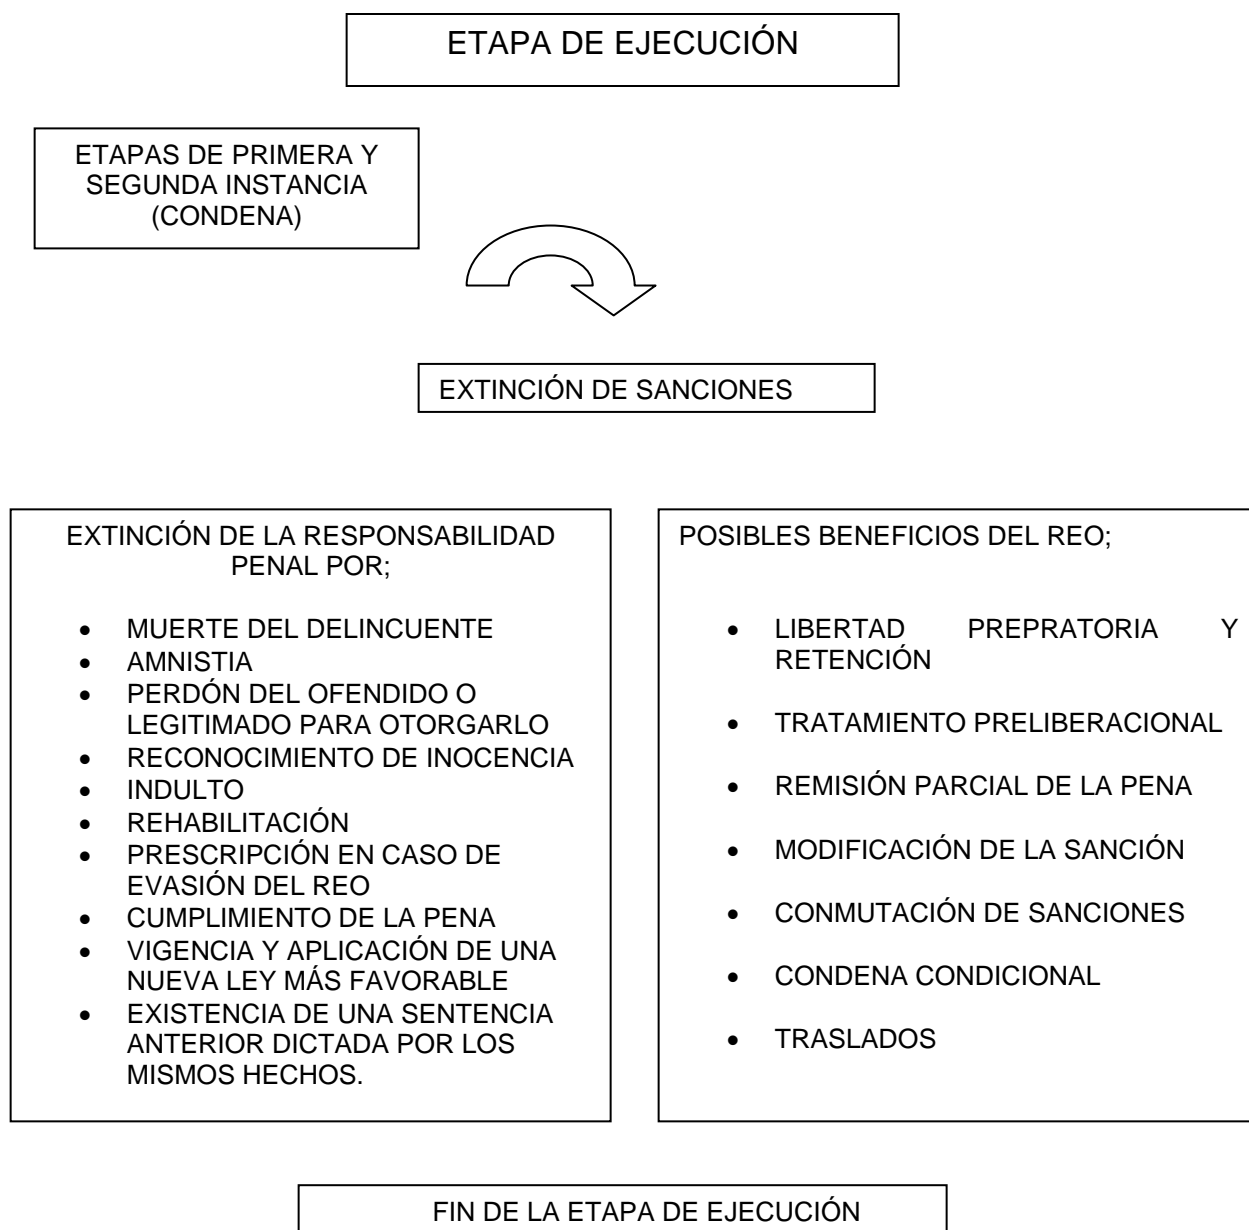 ETAPA DE EJECUCIÓN
ETAPAS DE PRIMERA Y
SEGUNDA INSTANCIA
(CONDENA)
EXTINCIÓN DE SANCIONES
EXTINCIÓN DE LA RESPONSABILIDAD
PENAL POR;
• MUERTE DEL DELINCUENTE
• AMNISTIA
• PERDÓN DEL OFENDIDO O
LEGITIMADO PARA OTORGARLO
• RECONOCIMIENTO DE INOCENCIA
• INDULTO
• REHABILITACIÓN
• PRESCRIPCIÓN EN CASO DE
EVASIÓN DEL REO
• CUMPLIMIENTO DE LA PENA
• VIGENCIA Y APLICACIÓN DE UNA
NUEVA LEY MÁS FAVORABLE
• EXISTENCIA DE UNA SENTENCIA
ANTERIOR DICTADA POR LOS
MISMOS HECHOS.
POSIBLES BENEFICIOS DEL REO;
• LIBERTAD PREPRATORIA Y
RETENCIÓN
• TRATAMIENTO PRELIBERACIONAL
• REMISIÓN PARCIAL DE LA PENA
• MODIFICACIÓN DE LA SANCIÓN
• CONMUTACIÓN DE SANCIONES
• CONDENA CONDICIONAL
• TRASLADOS
FIN DE LA ETAPA DE EJECUCIÓN